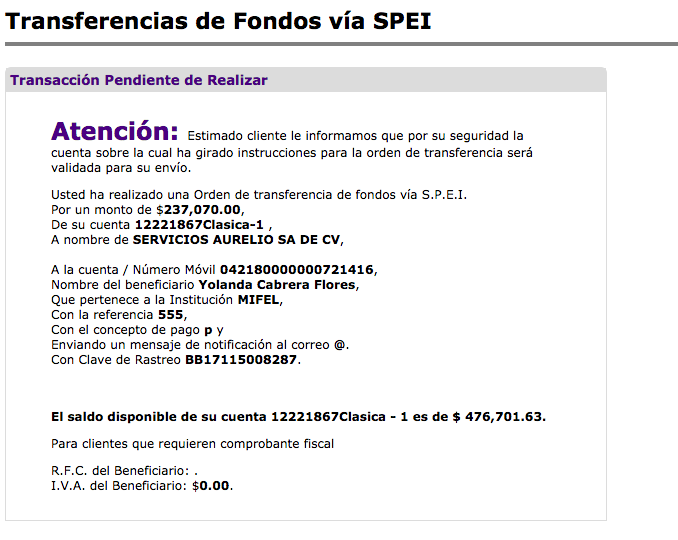 Transferencias de Fondos vía SPEI
Transacción Pendiente de Realizar
Atención: Estimado cliente le informamos que por su seguridad la
cuenta sobre la cual ha girado instrucciones para la orden de transferencia será
validada para su envío.
Usted ha realizado una Orden de transferencia de fondos vía S.P.E.I.
Por un monto de $237,070.00,
De su cuenta 12221867Clasica-1 ,
A nombre de SERVICIOS AURELIO SA DE CV,
A la cuenta / Número Móvil 042180000000721416,
Nombre del beneficiario Yolanda Cabrera Flores,
Que pertenece a la Institución MIFEL,
Con la referencia 555,
Con el concepto de pago p y
Enviando un mensaje de notificación al correo @.
Con Clave de Rastreo BB17115008287.
El saldo disponible de su cuenta 12221867Clasica - 1 es de $ 476,701.63.
Para clientes que requieren comprobante fiscal
R.F.C. del Beneficiario: .
I.V.A. del Beneficiario: $0.00.